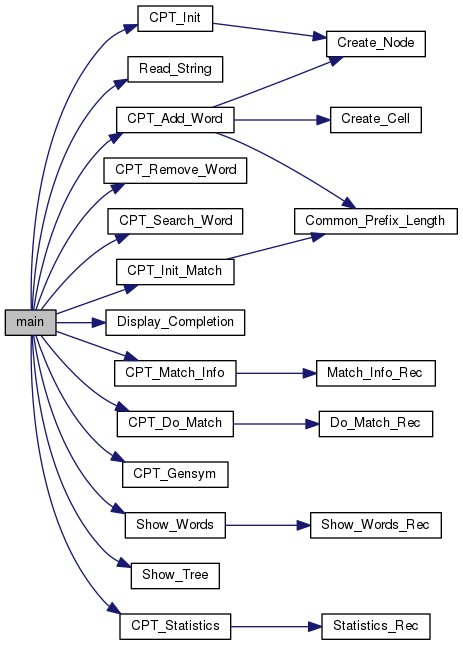 CPT_Init
Create_Node
Read_String
CPT_Add_Word
Create_Cell
CPT_Remove_Word
CPT_Search_Word
Common_Prefix_Length
CPT_Init_Match
main
Display_Completion
CPT_Match_Info
Match_Info_Rec
CPT_Do_Match
Do_Match_Rec
CPT_Gensym
Show_Words
Show_Words_Rec
Show_Tree
CPT_Statistics
Statistics_Rec